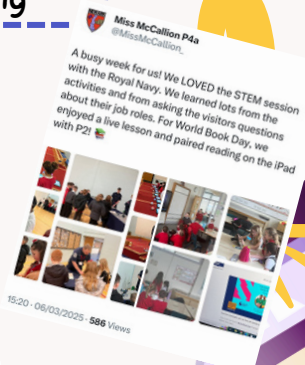 Miss McCallion P4a
@MissMcCallion_
A busy week for us! We LOVED the STEM session
with the Royal Navy. We learned lots from the
activities and from asking the visitors questions
about their job roles. For World Book Day, we
enjoyed a live lesson and paired reading on the iPad
with P2! 📚
15:20 · 06/03/2025 · 586 Views